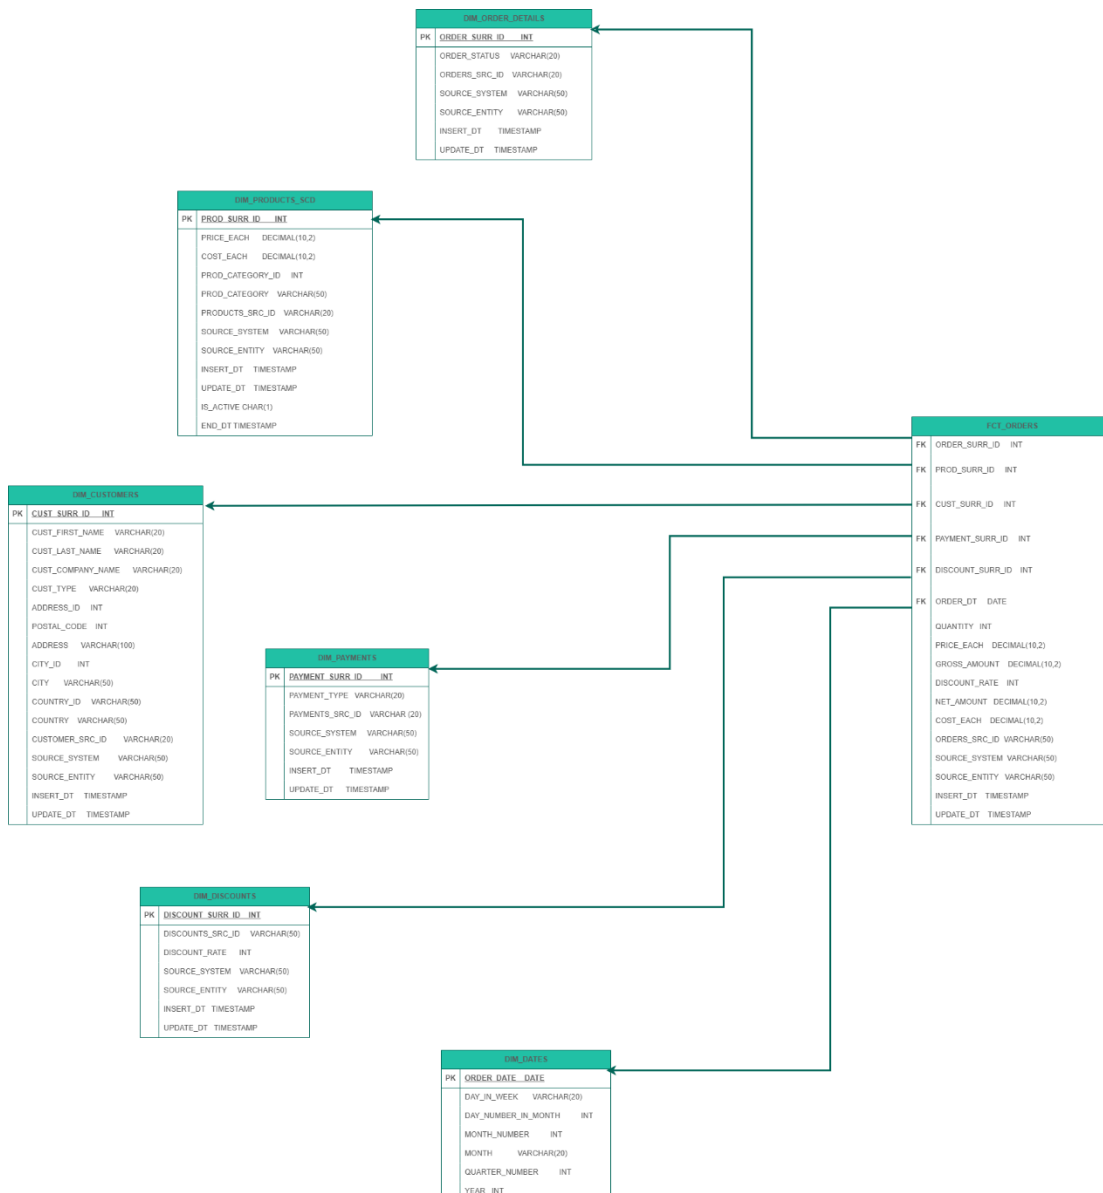 DIM_ORDER_DETAILS
PK ORDER_SURR_ID INT
ORDER_STATUS VARCHAR(20)
ORDERS_SRC_ID VARCHAR(20)
SOURCE_SYSTEM VARCHAR(50)
SOURCE_ENTITY VARCHAR(50)
INSERT_DT TIMESTAMP
UPDATE_DT TIMESTAMP
DIM_PRODUCTS_SCD
PK PROD_SURR_ID INT
PRICE_EACH DECIMAL(10,2)
COST_EACH DECIMAL(10,2)
PROD_CATEGORY_ID INT
PROD_CATEGORY VARCHAR(50)
PRODUCTS_SRC_ID VARCHAR(20)
SOURCE_SYSTEM VARCHAR(50)
SOURCE_ENTITY VARCHAR(50)
INSERT_DT TIMESTAMP
UPDATE_DT TIMESTAMP
IS_ACTIVE CHAR(1)
END_DT TIMESTAMP
FCT_ORDERS
FK ORDER_SURR_ID INT
FK PROD_SURR_ID INT
FK CUST_SURR_ID INT
FK PAYMENT_SURR_ID INT
FK DISCOUNT_SURR_ID INT
FK ORDER_DT DATE
QUANTITY INT
PRICE_EACH DECIMAL(10,2)
GROSS_AMOUNT DECIMAL(10,2)
DISCOUNT_RATE INT
NET_AMOUNT DECIMAL(10,2)
COST_EACH DECIMAL(10,2)
ORDERS_SRC_ID VARCHAR(50)
SOURCE_SYSTEM VARCHAR(50)
SOURCE_ENTITY VARCHAR(50)
INSERT_DT TIMESTAMP
UPDATE_DT TIMESTAMP
DIM_CUSTOMERS
PK CUST_SURR_ID INT
CUST_FIRST_NAME VARCHAR(20)
CUST_LAST_NAME VARCHAR(20)
CUST_COMPANY_NAME VARCHAR(20)
CUST_TYPE VARCHAR(20)
ADDRESS_ID INT
POSTAL_CODE INT
ADDRESS VARCHAR(100)
CITY_ID INT
CITY VARCHAR(50)
COUNTRY_ID VARCHAR(50)
COUNTRY VARCHAR(50)
CUSTOMER_SRC_ID VARCHAR(20)
SOURCE_SYSTEM VARCHAR(50)
SOURCE_ENTITY VARCHAR(50)
INSERT_DT TIMESTAMP
UPDATE_DT TIMESTAMP
DIM_PAYMENTS
PK PAYMENT_SURR_ID INT
PAYMENT_TYPE VARCHAR(20)
PAYMENTS_SRC_ID VARCHAR (20)
SOURCE_SYSTEM VARCHAR(50)
SOURCE_ENTITY VARCHAR(50)
INSERT_DT TIMESTAMP
UPDATE_DT TIMESTAMP
DIM_DISCOUNTS
PK DISCOUNT_SURR_ID INT
DISCOUNTS_SRC_ID VARCHAR(50)
DISCOUNT_RATE INT
SOURCE_SYSTEM VARCHAR(50)
SOURCE_ENTITY VARCHAR(50)
INSERT_DT TIMESTAMP
UPDATE_DT TIMESTAMP
DIM_DATES
PK ORDER_DATE DATE
DAY_IN_WEEK VARCHAR(20)
DAY_NUMBER_IN_MONTH INT
MONTH_NUMBER INT
MONTH VARCHAR(20)
QUARTER_NUMBER INT
YEAR INT